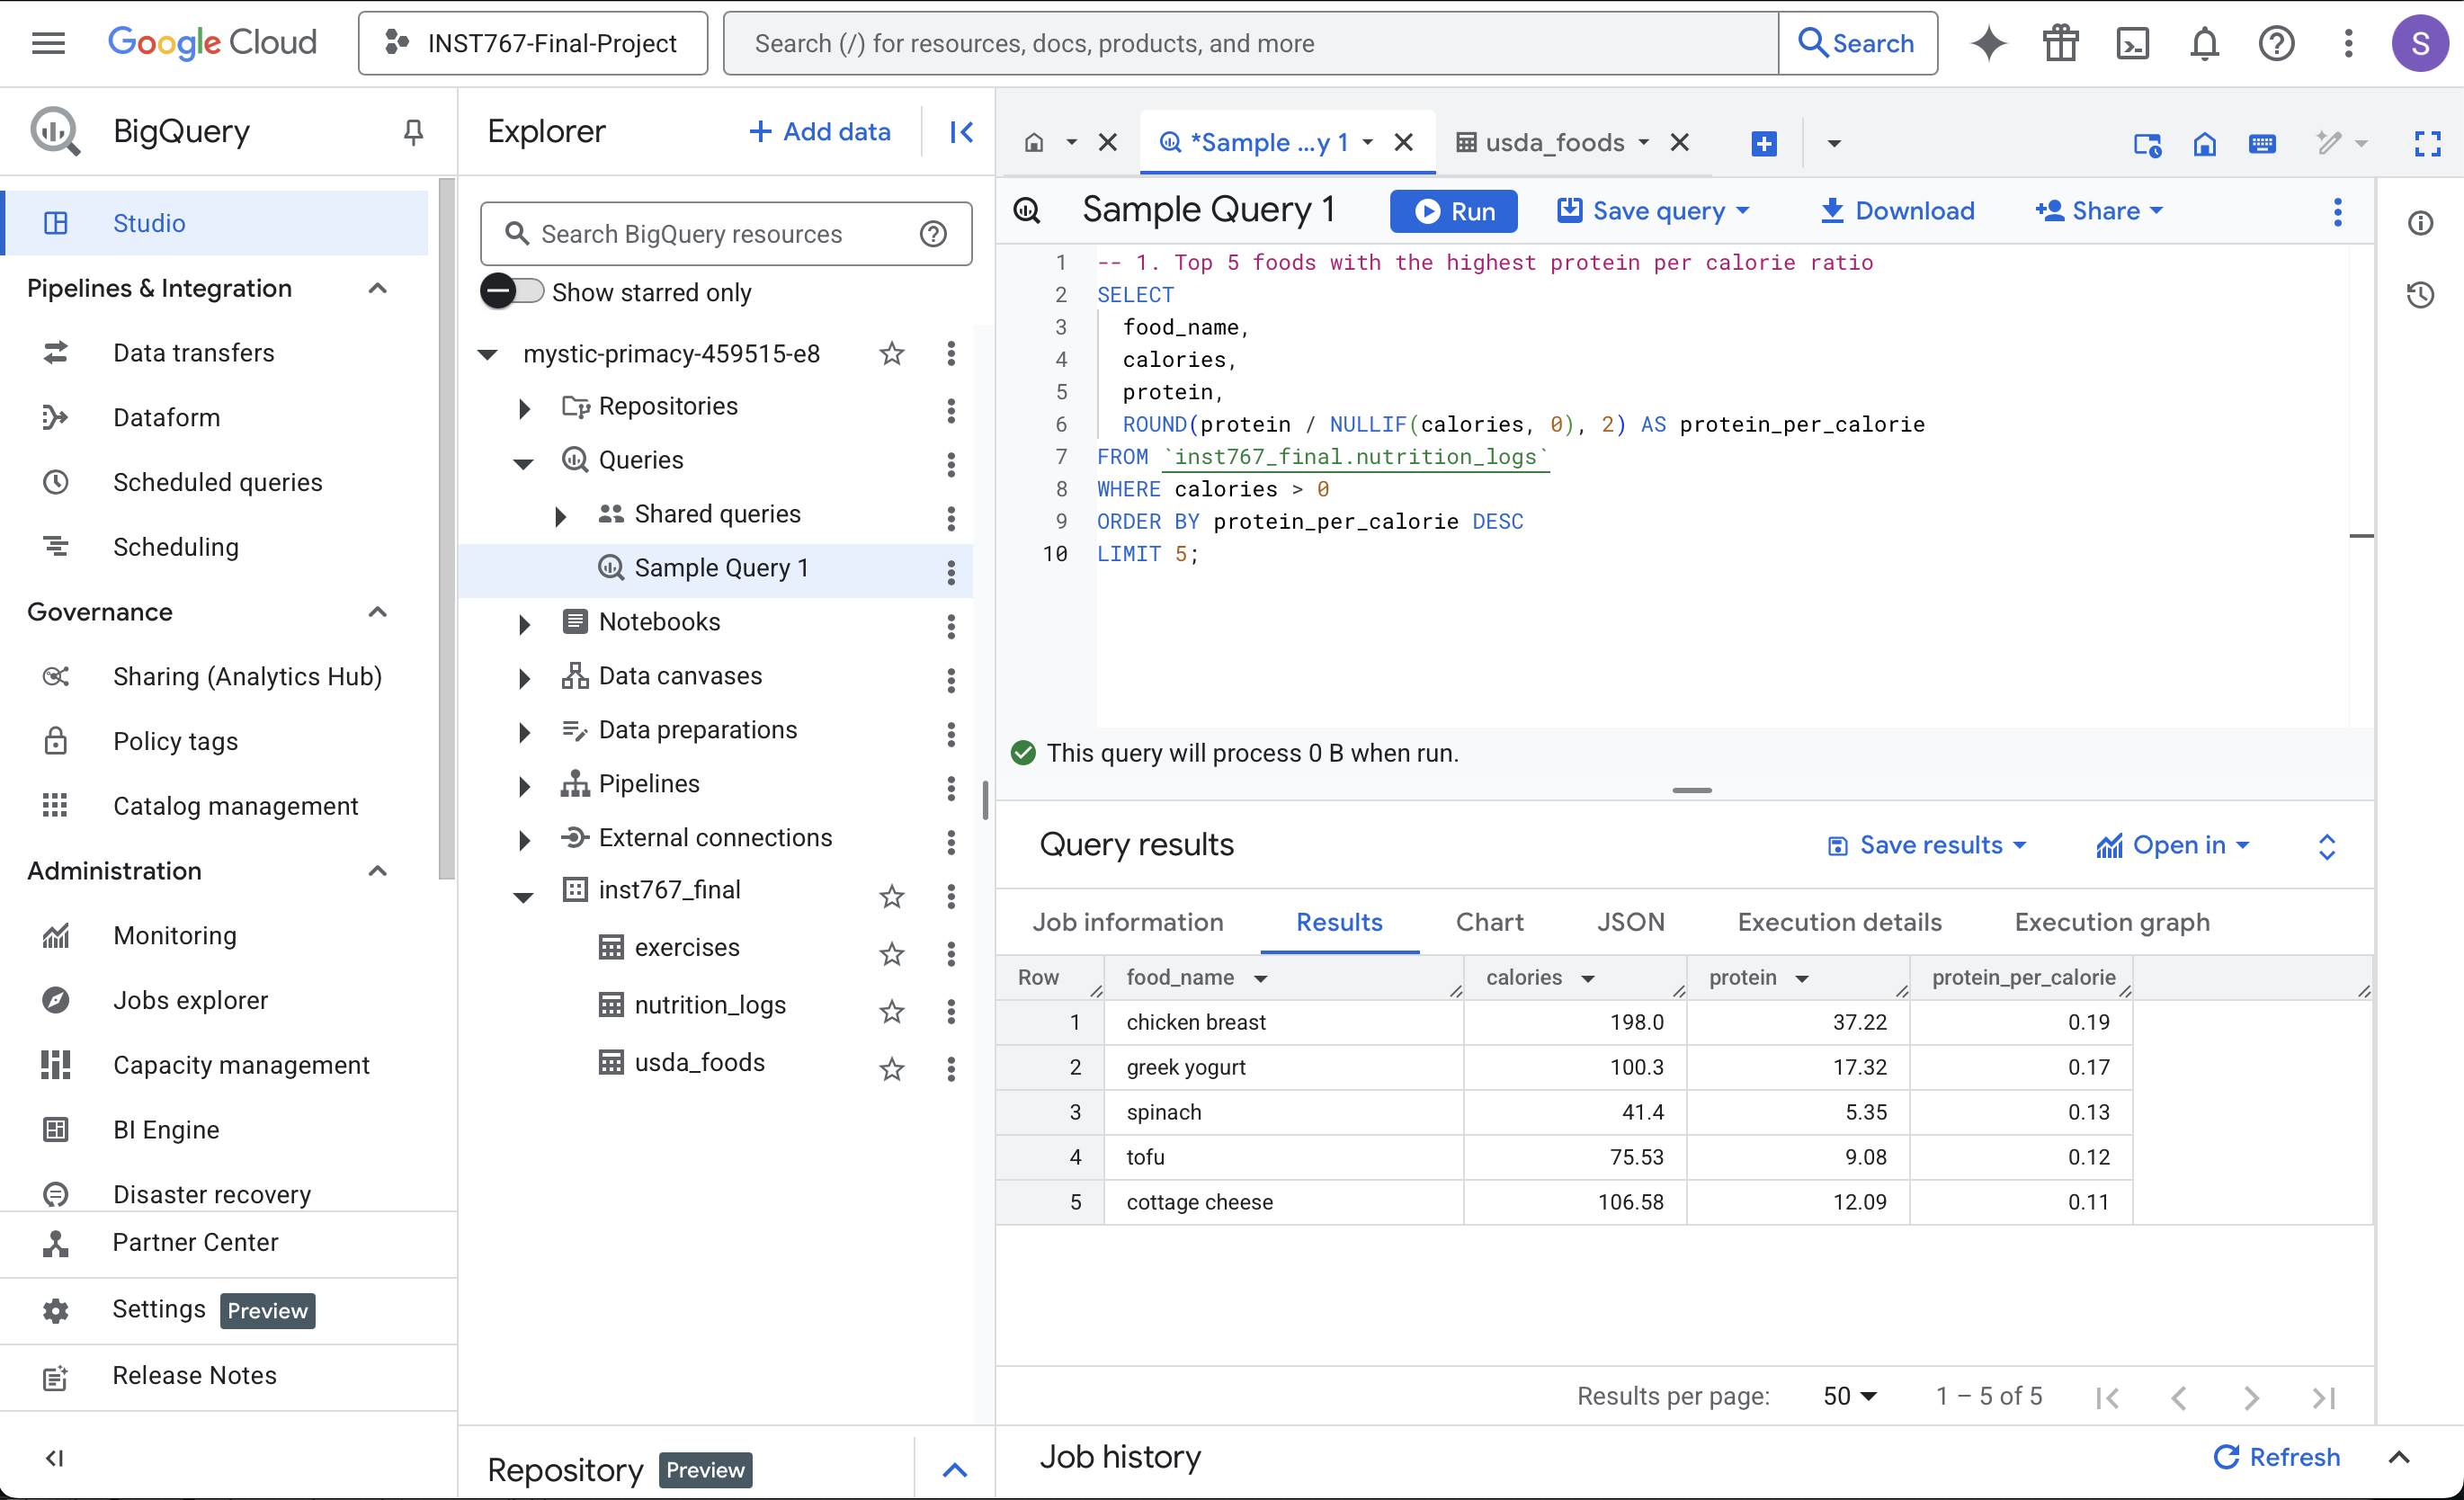 Google Cloud
INST767-Final-Project
Search (/) for resources, docs, products, and more
Search
S
BigQuery
Studio
Pipelines & Integration
Data transfers
Dataform
Scheduled queries
Scheduling
Governance
Sharing (Analytics Hub)
Policy tags
Catalog management
Administration
Monitoring
Jobs explorer
Capacity management
BI Engine
Disaster recovery
Partner Center
Settings Preview
Release Notes
Explorer
+ Add data
Search BigQuery resources
Show starred only
mystic-primacy-459515-e8
Repositories
Queries
Shared queries
Sample Query 1
Notebooks
Data canvases
Data preparations
Pipelines
External connections
inst767_final
exercises
nutrition_logs
usda_foods
Repository Preview
*Sample ...y 1
usda_foods
Sample Query 1
Run
Save query
Download
Share
1 -- 1. Top 5 foods with the highest protein per calorie ratio
2 SELECT
3 food_name,
4 calories,
5 protein,
6 ROUND(protein / NULLIF(calories, 0), 2) AS protein_per_calorie
7 FROM `inst767_final.nutrition_logs`
8 WHERE calories > 0
9 ORDER BY protein_per_calorie DESC
10 LIMIT 5;
This query will process 0 B when run.
Query results
Save results
Open in
Job information Results Chart JSON Execution details Execution graph
Row food_name calories protein protein_per_calorie
1 chicken breast 198.0 37.22 0.19
2 greek yogurt 100.3 17.32 0.17
3 spinach 41.4 5.35 0.13
4 tofu 75.53 9.08 0.12
5 cottage cheese 106.58 12.09 0.11
Results per page: 50 1 – 5 of 5
Job history
Refresh